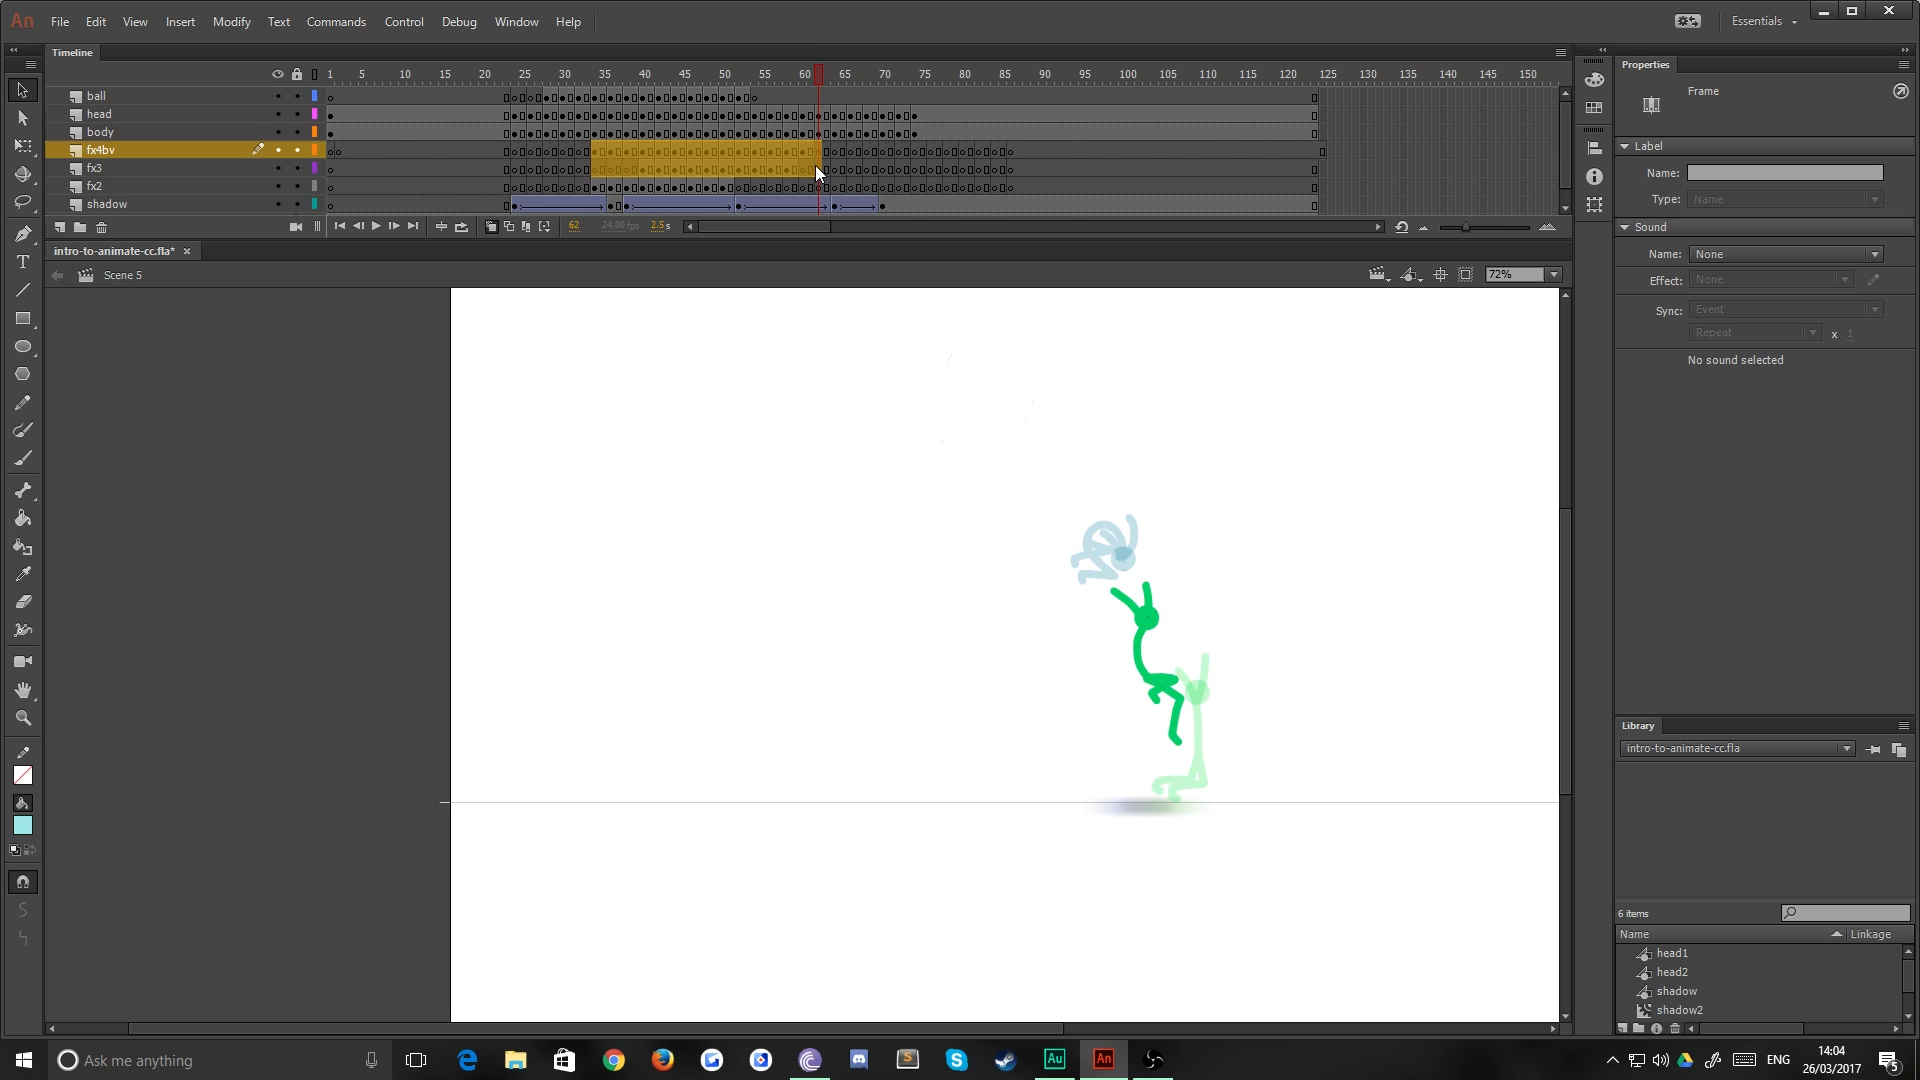 An File Edit View Insert Modify Text Commands Control Debug Window Help Essentials
Timeline
1 5 10 15 20 25 30 35 40 45 50 55 60 65 70 75 80 85 90 95 100 105 110 115 120 125 130 135 140 145 150
ball
head
body
fx4bv
fx3
fx2
shadow
62 24.00 fps 2.5 s
intro-to-animate-cc.fla*
Scene 5
72%
Properties
Frame
Label
Name:
Type: Name
Sound
Name: None
Effect: None
Sync: Event
Repeat x 1
No sound selected
Library
intro-to-animate-cc.fla
6 items
Name Linkage
head1
head2
shadow
shadow2
Ask me anything
Au An
ENG
14:04
26/03/2017
5